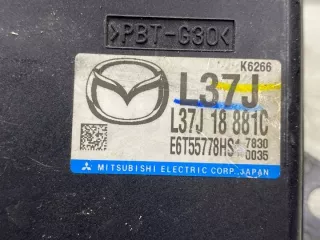 >PBT-G30<
K6266
L37J
L37J 18 881C
E6T55778HS 7830
0035
MITSUBISHI ELECTRIC CORP. JAPAN